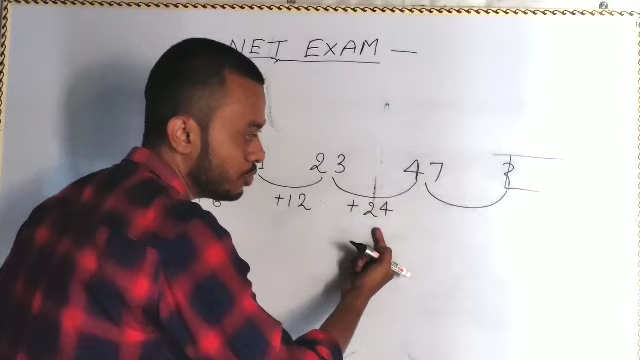 NET EXAM —
23 47 ?
+12 +24